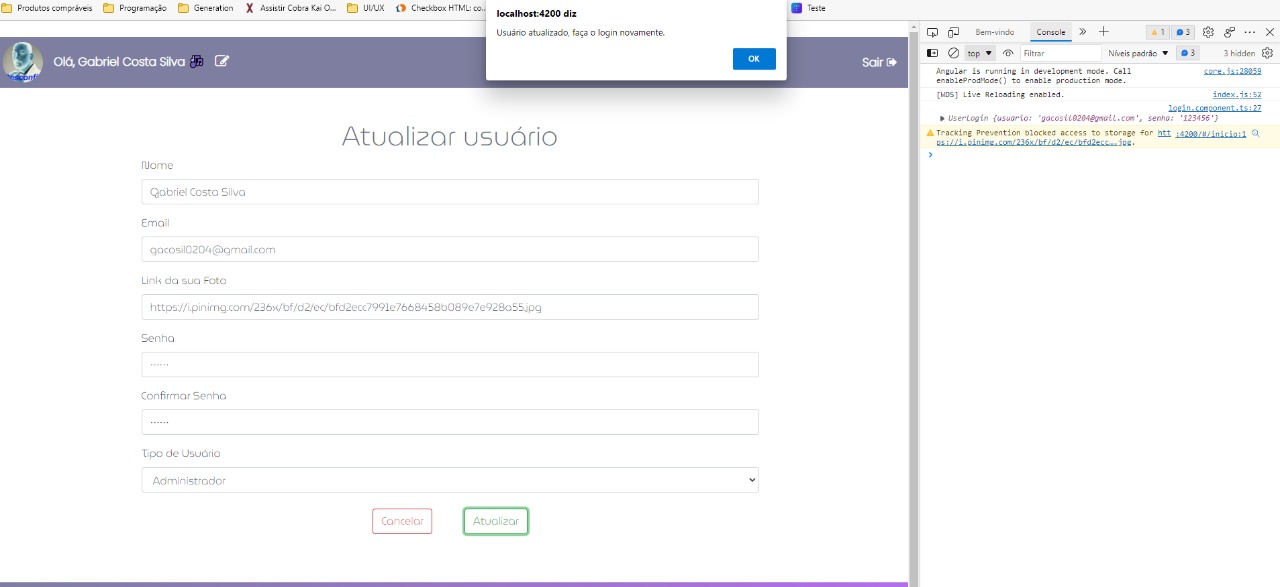 Produtos compráveis Programação Generation Assistir Cobra Kai O... UI/UX Checkbox HTML: co... Teste
localhost:4200 diz
Usuário atualizado, faça o login novamente.
OK
Olá, Gabriel Costa Silva
Sair
Atualizar usuário
Nome
Gabriel Costa Silva
Email
gacosil0204@gmail.com
Link da sua Foto
https://i.pinimg.com/236x/bf/d2/ec/bfd2ecc7991e7668458b089e7e928a55.jpg
Senha
······
Confirmar Senha
······
Tipo de Usuário
Administrador
Cancelar Atualizar
Bem-vindo Console 1 3
top Filtrar Níveis padrão 3 3 hidden
Angular is running in development mode. Call core.js:28059
enableProdMode() to enable production mode.
[WDS] Live Reloading enabled. index.js:52
login.component.ts:27
UserLogin {usuario: 'gacosil0204@gmail.com', senha: '123456'}
Tracking Prevention blocked access to storage for htt :4200/#/inicio:1
ps://i.pinimg.com/236x/bf/d2/ec/bfd2ecc….jpg.